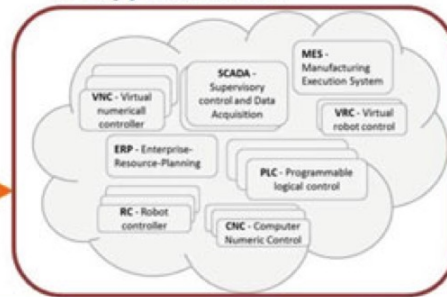 SCADA -
Supervisory
control and Data
Acquisition
MES -
Manufacturing
Execution System
VNC - Virtual
numericall
controller
VRC - Virtual
robot control
ERP - Enterprise-
Resource-Planning
PLC - Programmable
logical control
RC - Robot
controller
CNC - Computer
Numeric Control